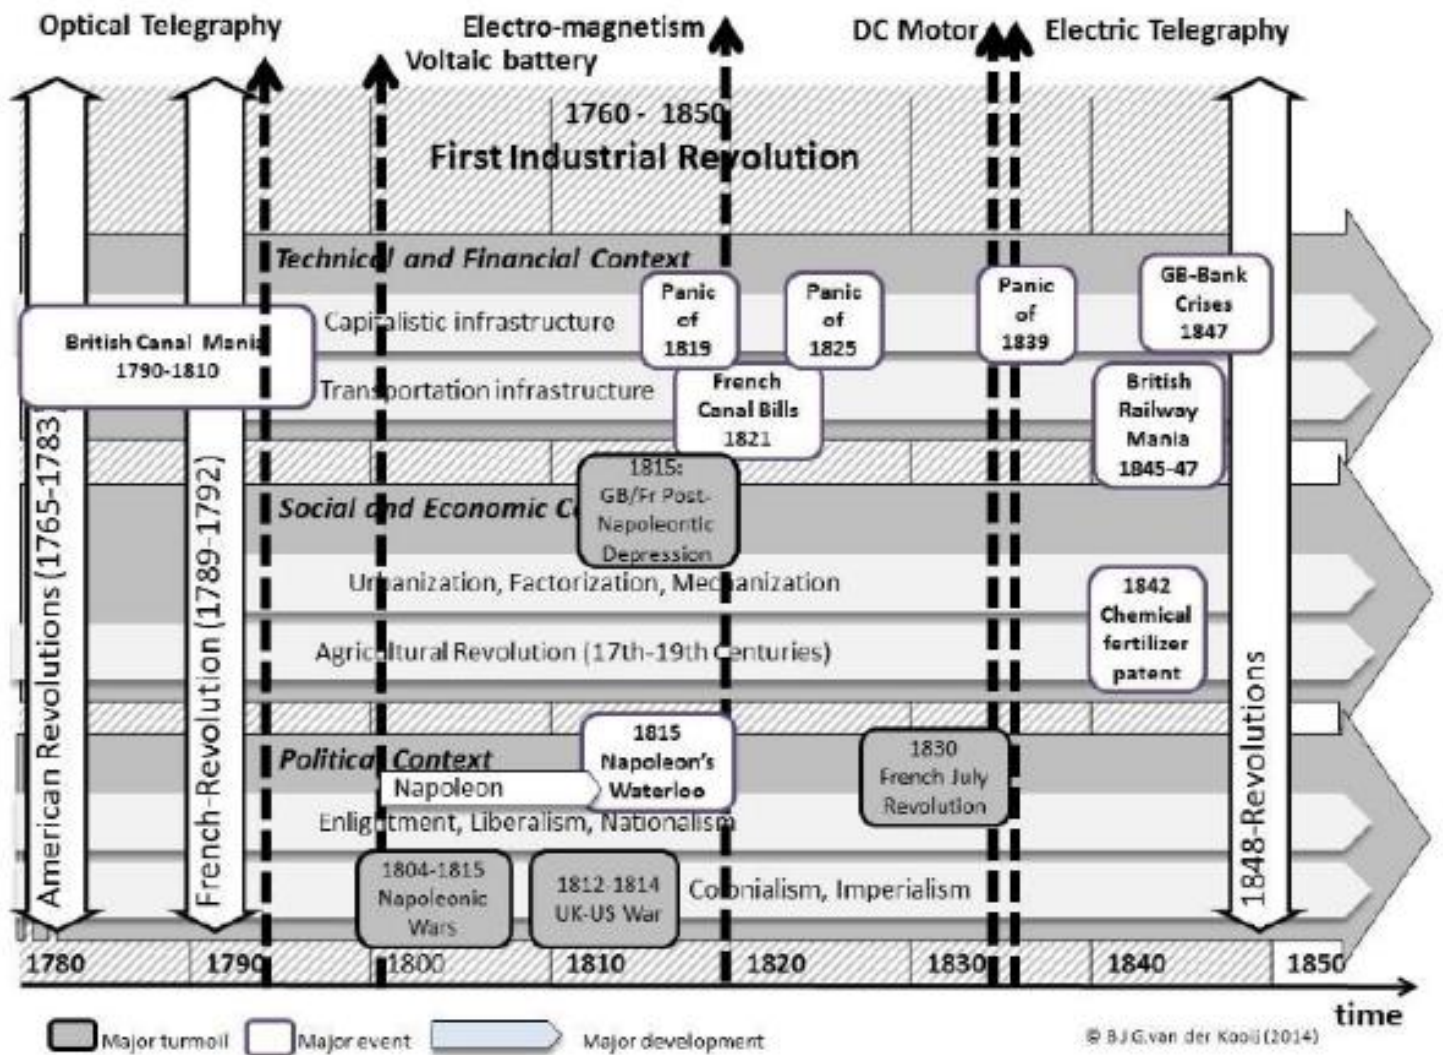 Optical Telegraphy
Electro-magnetism
DC Motor
Electric Telegraphy
Voltaic battery
1760 - 1850
First Industrial Revolution
Technical and Financial Context
Capitalistic infrastructure
Transportation infrastructure
British Canal Mania
1790-1810
Panic
of
1819
Panic
of
1825
Panic
of
1839
GB-Bank
Crises
1847
French
Canal Bills
1821
British
Railway
Mania
1845-47
Social and Economic C
1815:
GB/Fr Post-
Napoleontic
Depression
Urbanization, Factorization, Mechanization
Agricultural Revolution (17th-19th Centuries)
1842
Chemical
fertilizer
patent
Political Context
Napoleon
1815
Napoleon's
Waterloo
1830
French July
Revolution
Enlightment, Liberalism, Nationalism
1804-1815
Napoleonic
Wars
1812-1814
UK-US War
Colonialism, Imperialism
American Revolutions (1765-1783)
French-Revolution (1789-1792)
1848-Revolutions
1780 1790 1800 1810 1820 1830 1840 1850
time
Major turmoil
Major event
Major development
© B.J.G.van der Kooij (2014)